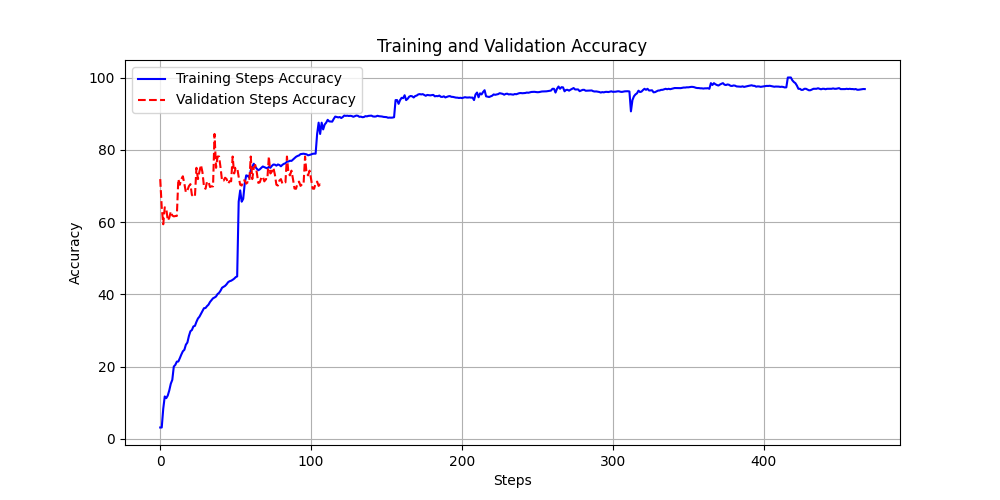 Training and Validation Accuracy
Training Steps Accuracy
Validation Steps Accuracy
100
80
60
40
20
0
Accuracy
0 100 200 300 400
Steps